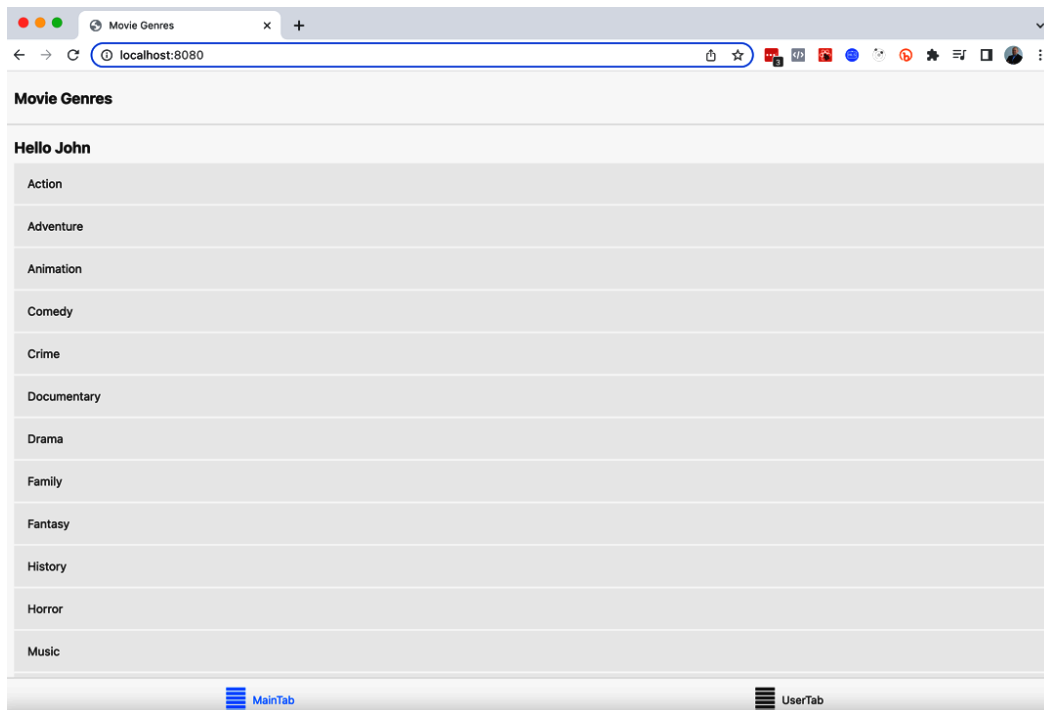 Movie Genres
localhost:8080
3
Movie Genres
Hello John
Action
Adventure
Animation
Comedy
Crime
Documentary
Drama
Family
Fantasy
History
Horror
Music
MainTab
UserTab